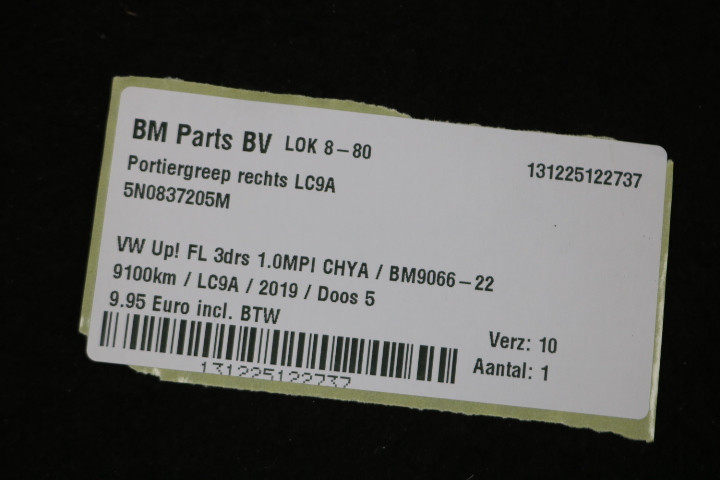 BM Parts BV LOK 8-80
131225122737
Portiergreep rechts LC9A
5N0837205M
VW Up! FL 3drs 1.0MPI CHYA / BM9066-22
9100km / LC9A / 2019 / Doos 5
9.95 Euro incl. BTW
Verz: 10
Aantal: 1
131225122737